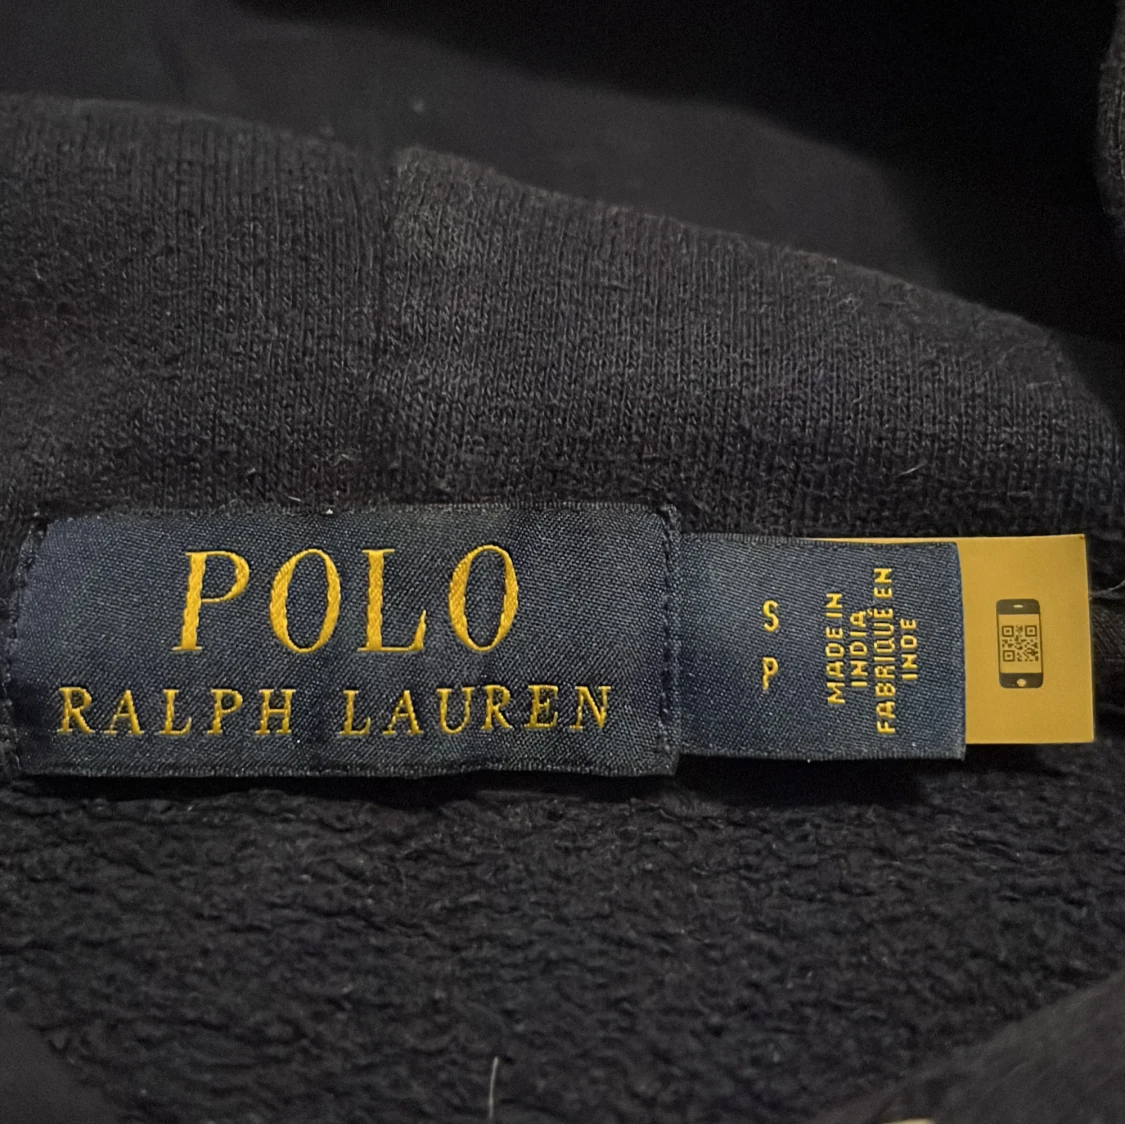 POLO
RALPH LAUREN
S
P
MADE IN
INDIA
FABRIQUÉ EN
INDE